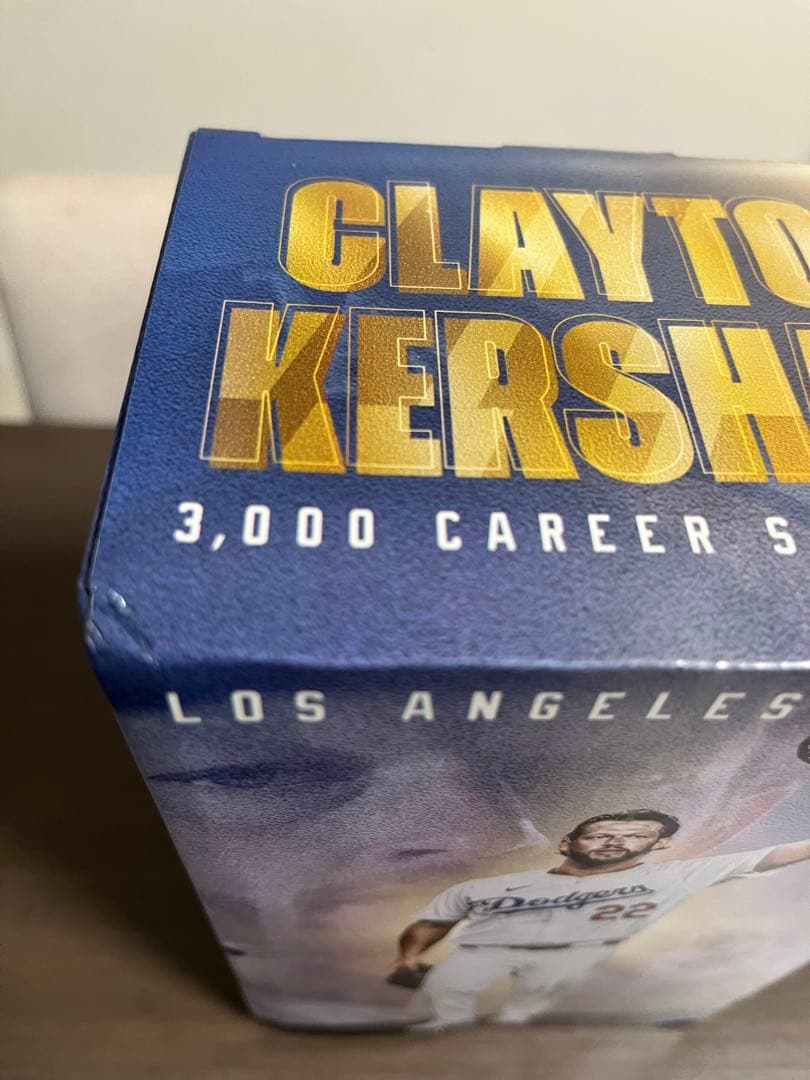 CLAYTO
KERSH
3,000 CAREER S
LOS ANGELES
Dodgers
22